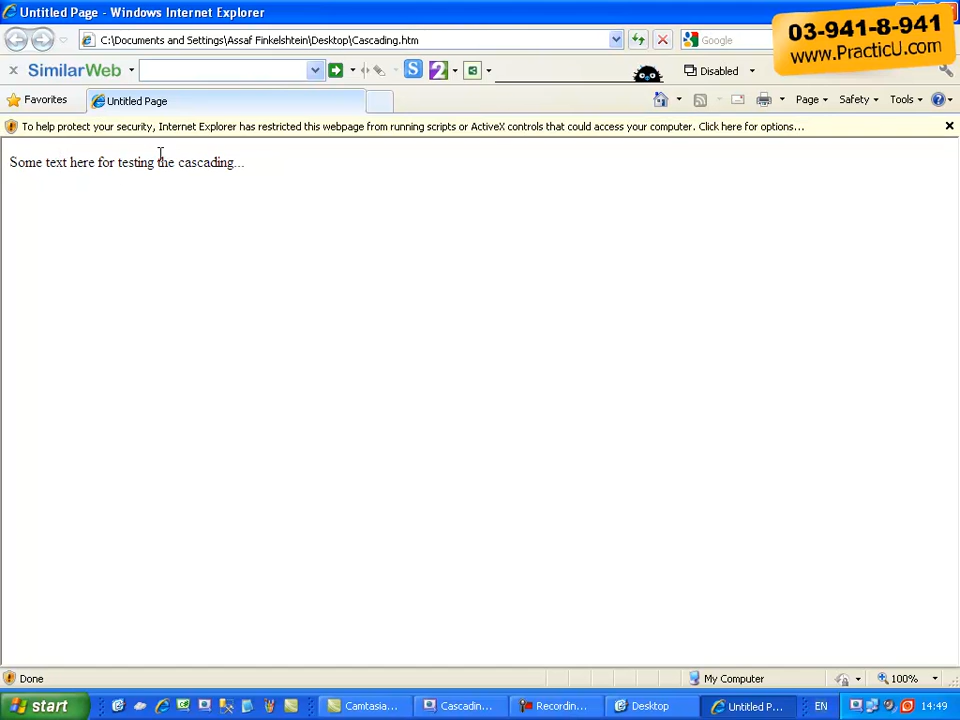 Untitled Page - Windows Internet Explorer
03-941-8-941
www.PracticU.com
C:\Documents and Settings\Assaf Finkelshtein\Desktop\Cascading.htm
Google
SimilarWeb
Disabled
Favorites
Untitled Page
Page
Safety
Tools
To help protect your security, Internet Explorer has restricted this webpage from running scripts or ActiveX controls that could access your computer. Click here for options...
Some text here for testing the cascading...
Done
My Computer
100%
start
Camtasia...
Cascadin...
Recordin...
Desktop
Untitled P...
EN
14:49